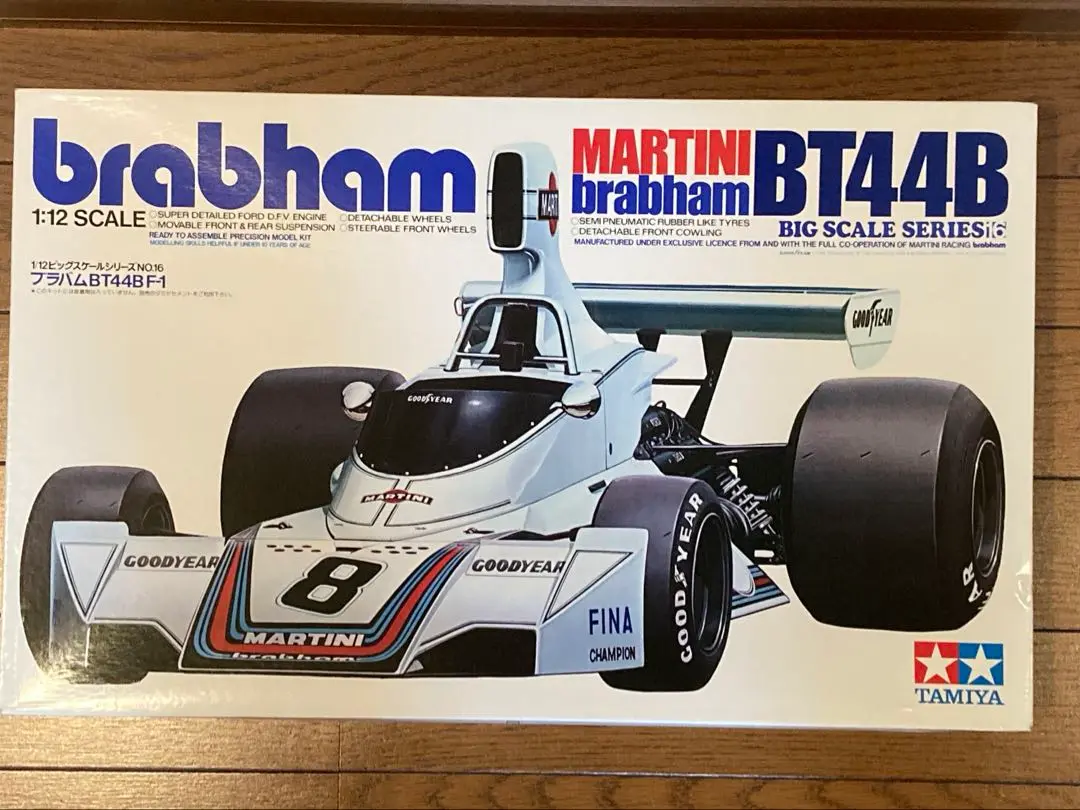 brabham
1:12 SCALE
○SUPER DETAILED FORD D.F.V. ENGINE
○MOVABLE FRONT & REAR SUSPENSION
○DETACHABLE WHEELS
○STEERABLE FRONT WHEELS
READY TO ASSEMBLE PRECISION MODEL KIT
MODELLING SKILLS HELPFUL IF UNDER 10 YEARS OF AGE
1/12ビッグスケールシリーズNO.16
ブラバムBT44B F-1
MARTINI
brabham
BT44B
○SEMI PNEUMATIC RUBBER LIKE TYRES
○DETACHABLE FRONT COWLING
BIG SCALE SERIES 16
MANUFACTURED UNDER EXCLUSIVE LICENCE FROM AND WITH THE FULL CO-OPERATION OF MARTINI RACING brabham
MARTI
GOODYEAR
GOODYEAR
MARTINI
GOODYEAR
GOODYEAR
8
MARTINI
brabham
FINA
CHAMPION
GOODYEAR
AR
TAMIYA